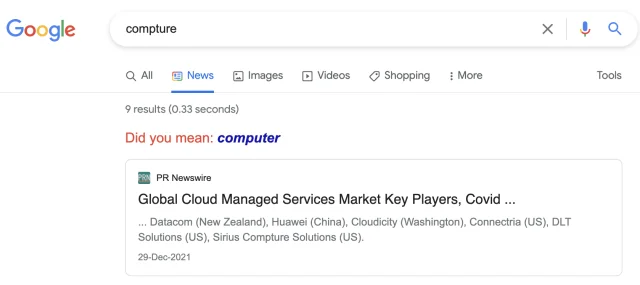 Google
compture
All News Images Videos Shopping More Tools
9 results (0.33 seconds)
Did you mean: computer
PRN PR Newswire
Global Cloud Managed Services Market Key Players, Covid ...
... Datacom (New Zealand), Huawei (China), Cloudicity (Washington), Connectria (US), DLT
Solutions (US), Sirius Compture Solutions (US).
29-Dec-2021